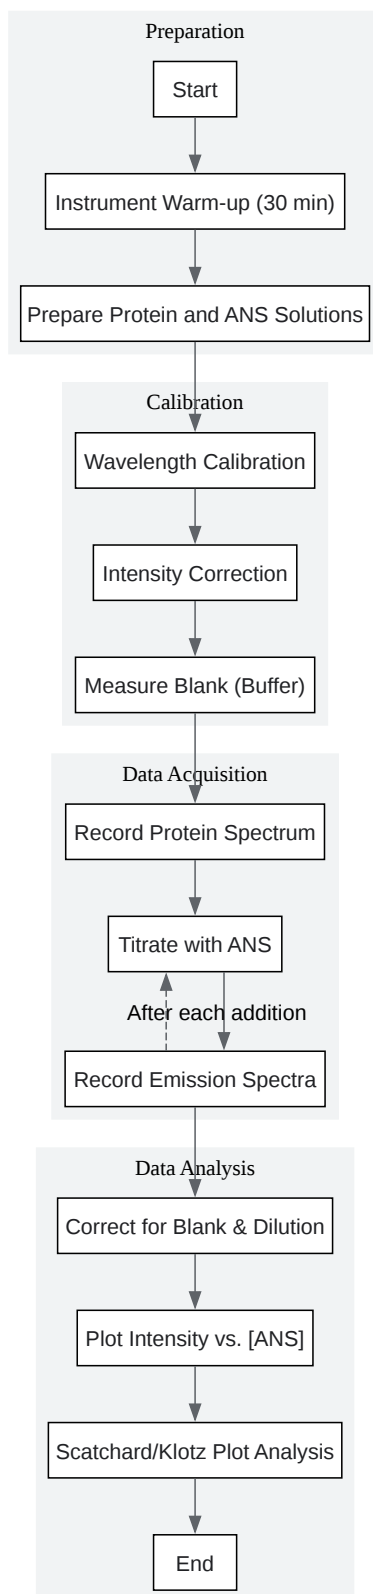 Preparation
Start
Instrument Warm-up (30 min)
Prepare Protein and ANS Solutions
Calibration
Wavelength Calibration
Intensity Correction
Measure Blank (Buffer)
Data Acquisition
Record Protein Spectrum
Titrate with ANS
After each addition
Record Emission Spectra
Data Analysis
Correct for Blank & Dilution
Plot Intensity vs. [ANS]
Scatchard/Klotz Plot Analysis
End